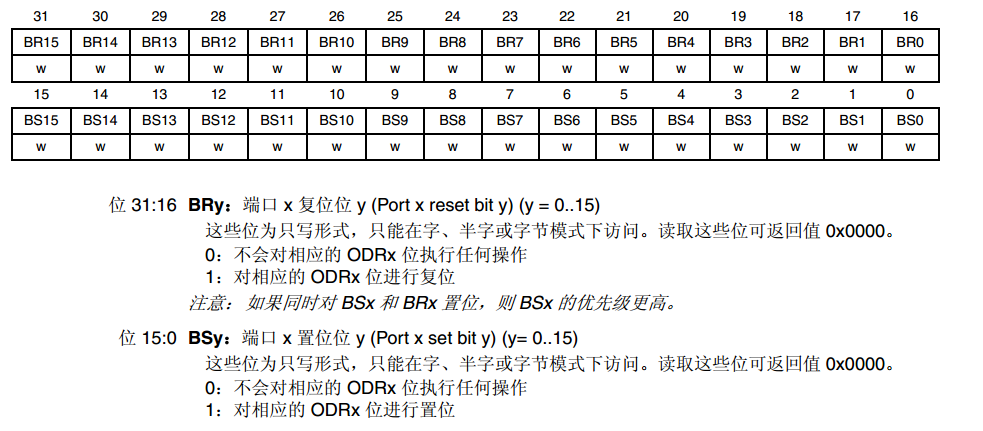 31 30 29 28 27 26 25 24 23 22 21 20 19 18 17 16
BR15 BR14 BR13 BR12 BR11 BR10 BR9 BR8 BR7 BR6 BR5 BR4 BR3 BR2 BR1 BR0
w w w w w w w w w w w w w w w w
15 14 13 12 11 10 9 8 7 6 5 4 3 2 1 0
BS15 BS14 BS13 BS12 BS11 BS10 BS9 BS8 BS7 BS6 BS5 BS4 BS3 BS2 BS1 BS0
w w w w w w w w w w w w w w w w
位 31:16 BRy：端口 x 复位位 y (Port x reset bit y) (y = 0..15)
这些位为只写形式，只能在字、半字或字节模式下访问。读取这些位可返回值 0x0000。
0：不会对相应的 ODRx 位执行任何操作
1：对相应的 ODRx 位进行复位
注意：如果同时对 BSx 和 BRx 置位，则 BSx 的优先级更高。
位 15:0 BSy：端口 x 置位位 y (Port x set bit y) (y= 0..15)
这些位为只写形式，只能在字、半字或字节模式下访问。读取这些位可返回值 0x0000。
0：不会对相应的 ODRx 位执行任何操作
1：对相应的 ODRx 位进行置位